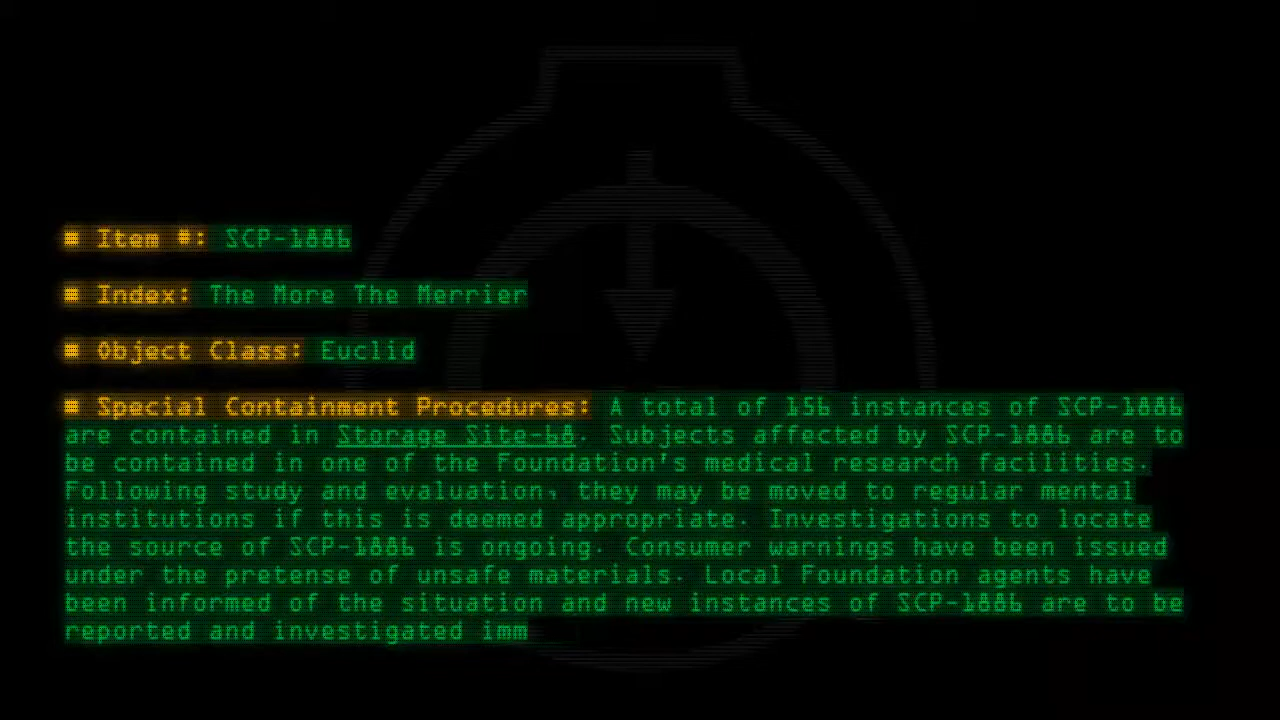 ■ Item #: SCP-1886
■ Index: The More The Merrier
■ Object Class: Euclid
■ Special Containment Procedures: A total of 156 instances of SCP-1886
are contained in Storage Site-68. Subjects affected by SCP-1886 are to
be contained in one of the Foundation's medical research facilities.
Following study and evaluation, they may be moved to regular mental
institutions if this is deemed appropriate. Investigations to locate
the source of SCP-1886 is ongoing. Consumer warnings have been issued
under the pretense of unsafe materials. Local Foundation agents have
been informed of the situation and new instances of SCP-1886 are to be
reported and investigated imm